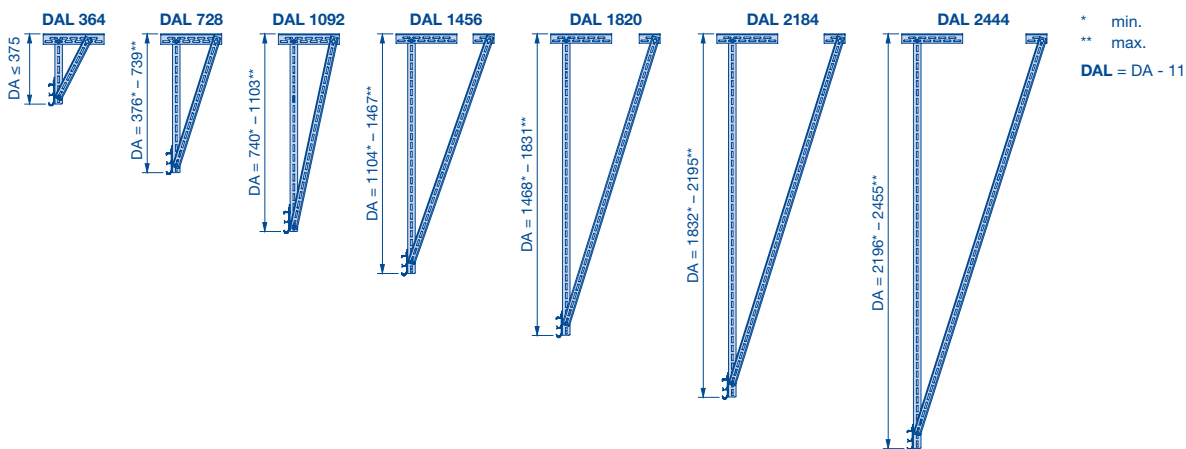 DAL 364
DAL 728
DAL 1092
DAL 1456
DAL 1820
DAL 2184
DAL 2444
* min.
** max.
DAL = DA - 11
DA ≤ 375
DA = 376* – 739**
DA = 740* – 1103**
DA = 1104* – 1467**
DA = 1468* – 1831**
DA = 1832* – 2195**
DA = 2196* – 2455**